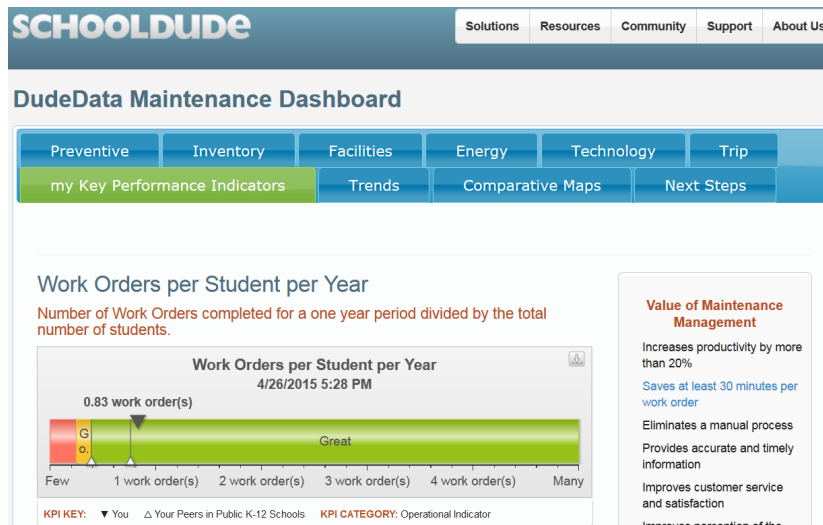 SCHOOLDUDE
Solutions Resources Community Support About Us
DudeData Maintenance Dashboard
Preventive Inventory Facilities Energy Technology Trip
my Key Performance Indicators Trends Comparative Maps Next Steps
Work Orders per Student per Year
Number of Work Orders completed for a one year period divided by the total
number of students.
Work Orders per Student per Year
4/26/2015 5:28 PM
0.83 work order(s)
G
o.
Great
Few 1 work order(s) 2 work order(s) 3 work order(s) 4 work order(s) Many
KPI KEY: ▼ You △ Your Peers in Public K-12 Schools KPI CATEGORY: Operational Indicator
Value of Maintenance
Management
Increases productivity by more
than 20%
Saves at least 30 minutes per
work order
Eliminates a manual process
Provides accurate and timely
information
Improves customer service
and satisfaction
Improves perception of the